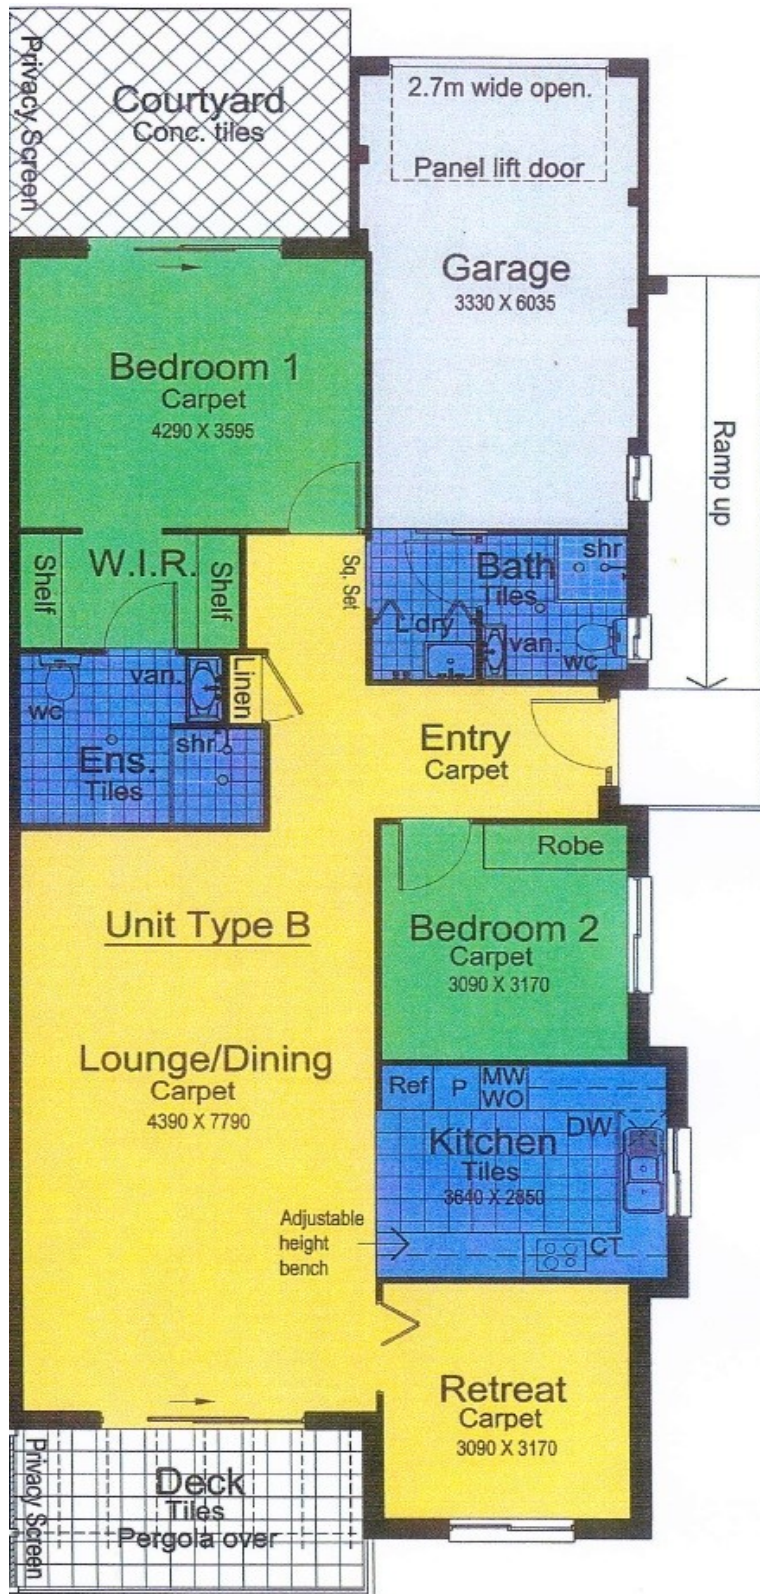 Privacy Screen
Courtyard
Conc. tiles
2.7m wide open.
Panel lift door
Garage
3330 X 6035
Bedroom 1
Carpet
4290 X 3595
Ramp up
Shelf
W.I.R.
Shelf
Sq. Set
Bath
Tiles
shr
L'dry
van.
wc
wc
van.
Linen
shr
Ens.
Tiles
Entry
Carpet
Robe
Unit Type B
Bedroom 2
Carpet
3090 X 3170
Lounge/Dining
Carpet
4390 X 7790
Ref
P
MW
WO
DW
Kitchen
Tiles
3640 X 2850
Adjustable
height
bench
CT
Retreat
Carpet
3090 X 3170
Privacy Screen
Deck
Tiles
Pergola over